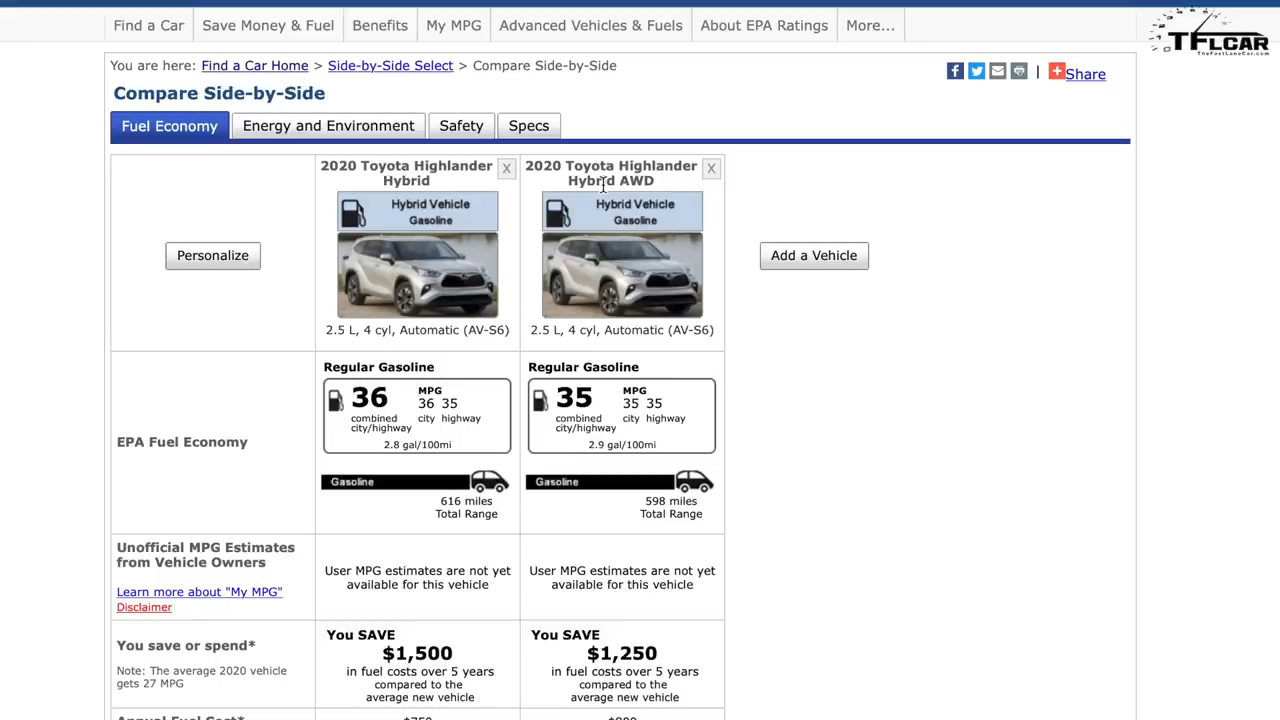 Find a Car
Save Money & Fuel
Benefits
My MPG
Advanced Vehicles & Fuels
About EPA Ratings
More...
TFLCAR
TheFastLaneCar.com
You are here: Find a Car Home > Side-by-Side Select > Compare Side-by-Side
| Share
Compare Side-by-Side
Fuel Economy
Energy and Environment
Safety
Specs
Personalize
2020 Toyota Highlander
Hybrid
X
Hybrid Vehicle
Gasoline
2.5 L, 4 cyl, Automatic (AV-S6)
2020 Toyota Highlander
Hybrid AWD
X
Hybrid Vehicle
Gasoline
2.5 L, 4 cyl, Automatic (AV-S6)
Add a Vehicle
EPA Fuel Economy
Regular Gasoline
36
MPG
36 35
combined
city/highway
city highway
2.8 gal/100mi
Gasoline
616 miles
Total Range
Regular Gasoline
35
MPG
35 35
combined
city/highway
city highway
2.9 gal/100mi
Gasoline
598 miles
Total Range
Unofficial MPG Estimates
from Vehicle Owners
Learn more about "My MPG"
Disclaimer
User MPG estimates are not yet
available for this vehicle
User MPG estimates are not yet
available for this vehicle
You save or spend*
Note: The average 2020 vehicle
gets 27 MPG
You SAVE
$1,500
in fuel costs over 5 years
compared to the
average new vehicle
You SAVE
$1,250
in fuel costs over 5 years
compared to the
average new vehicle
Annual Fuel Cost*
$750
$800